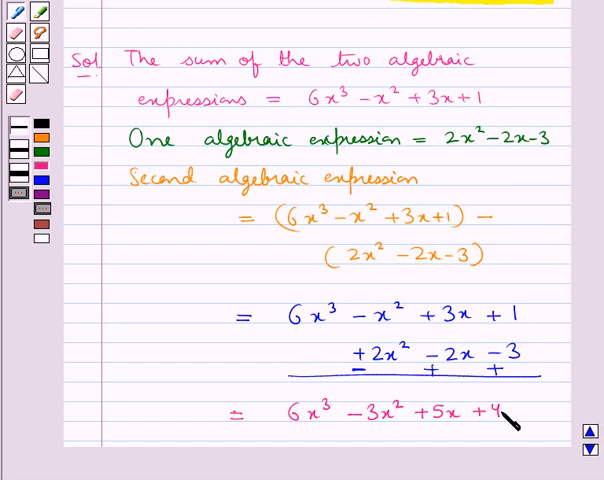 Sol. The sum of the two algebraic
expressions = 6x³ - x² + 3x + 1
One algebraic expression = 2x² - 2x - 3
Second algebraic expression
= (6x³ - x² + 3x + 1) -
(2x² - 2x - 3)
= 6x³ - x² + 3x + 1
+ 2x² - 2x - 3
- + +
= 6x³ - 3x² + 5x + 4